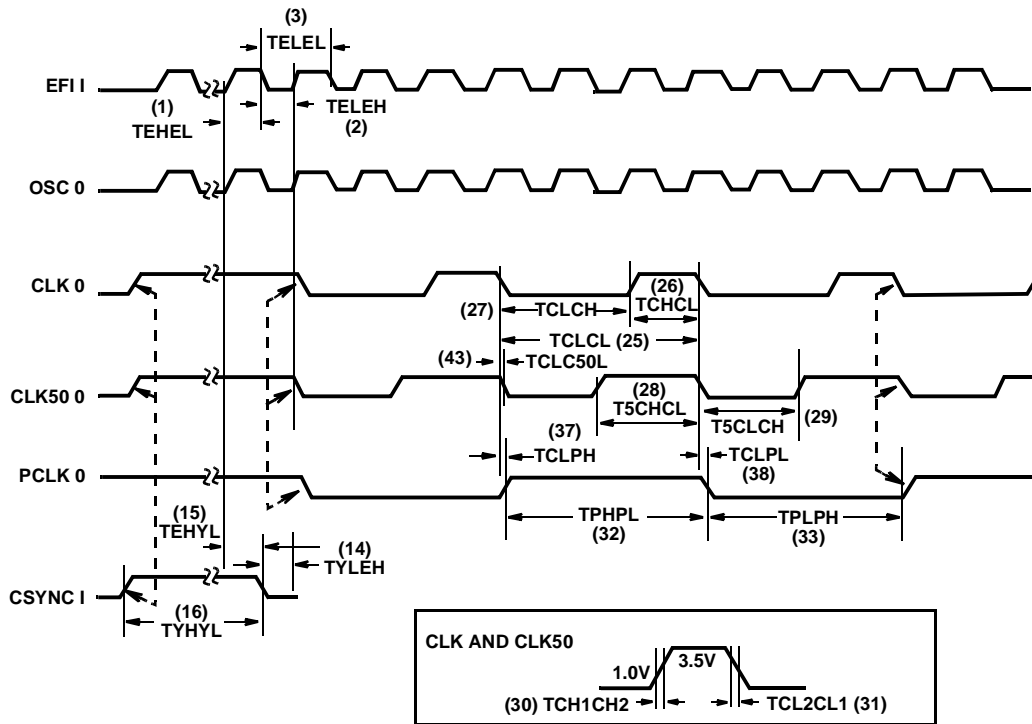 (3)
TELEL
EFI I
(1)
TEHEL
TELEH
(2)
OSC 0
CLK 0
(27)
TCLCH
(26)
TCHCL
TCLCL (25)
(43)
TCLC50L
CLK50 0
(28)
T5CHCL
T5CLCH
(29)
(37)
TCLPH
TCLPL
(38)
PCLK 0
(15)
TEHYL
TPHPL
(32)
TPLPH
(33)
(14)
TYLEH
CSYNC I
(16)
TYHYL
CLK AND CLK50
1.0V
3.5V
(30) TCH1CH2
TCL2CL1 (31)